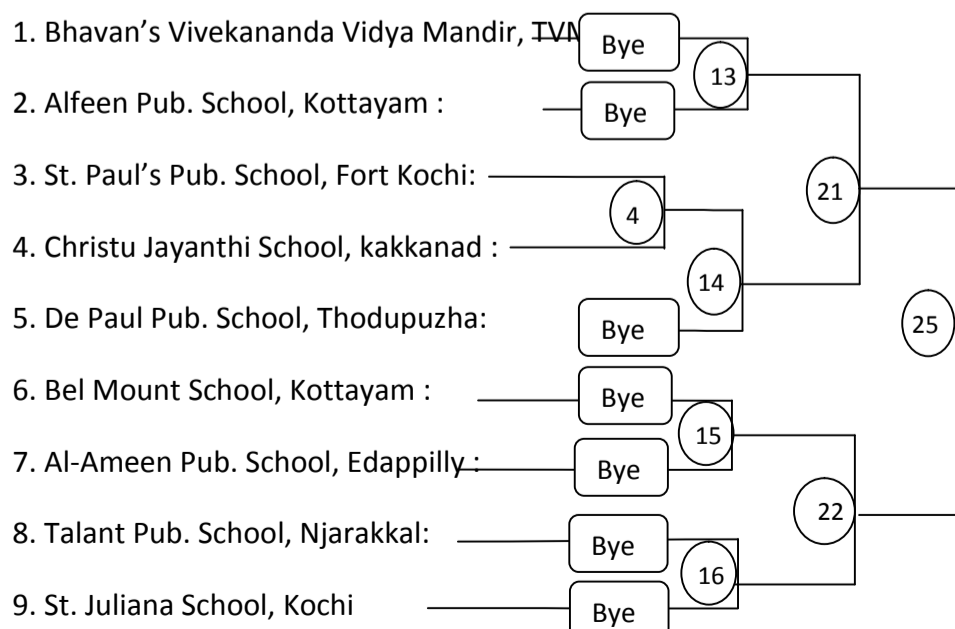 1. Bhavan’s Vivekananda Vidya Mandir, TVM Bye
13
2. Alfeen Pub. School, Kottayam : Bye
3. St. Paul’s Pub. School, Fort Kochi:
21
4
4. Christu Jayanthi School, kakkanad :
14
5. De Paul Pub. School, Thodupuzha: Bye
25
6. Bel Mount School, Kottayam : Bye
15
7. Al-Ameen Pub. School, Edappilly : Bye
22
8. Talant Pub. School, Njarakkal: Bye
16
9. St. Juliana School, Kochi Bye